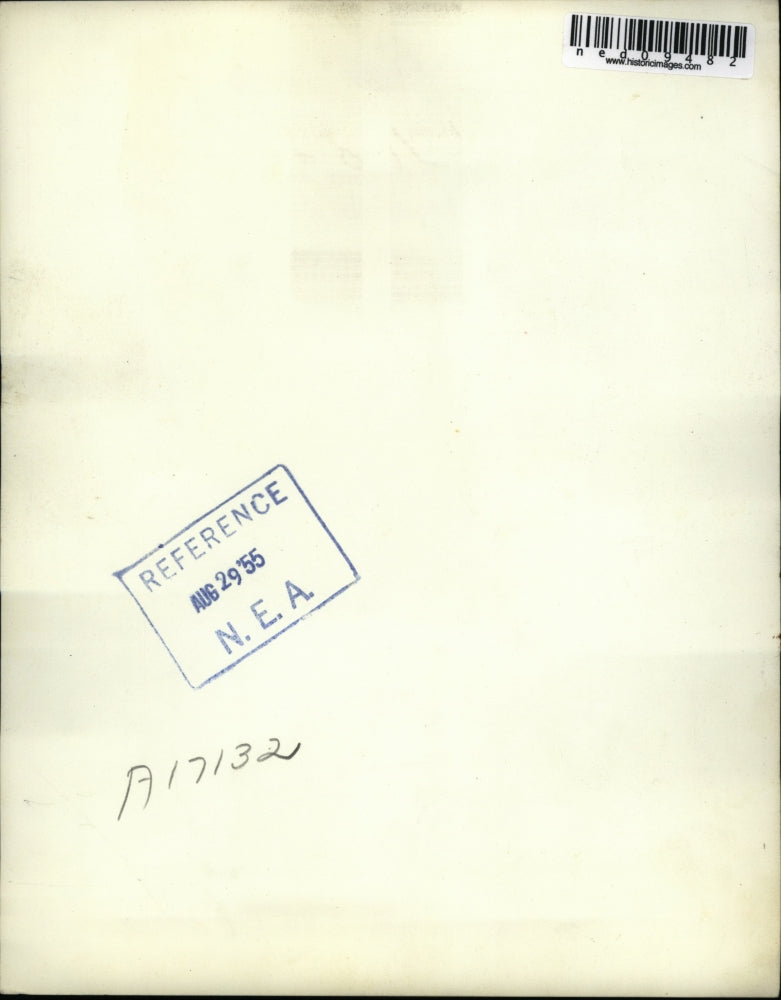 ned09482
www.historicimages.com
REFERENCE
AUG 29 '55
N. E. A.
A17132